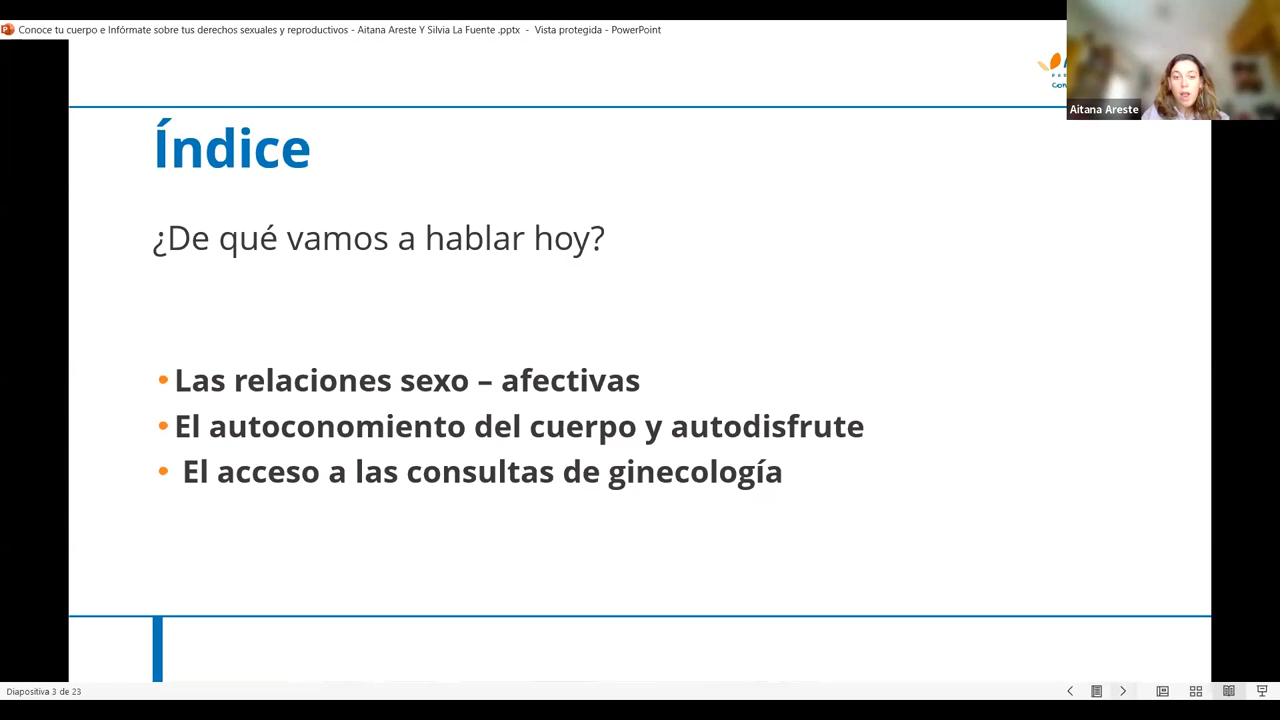 Conoce tu cuerpo e Infórmate sobre tus derechos sexuales y reproductivos - Aitana Areste Y Silvia La Fuente .pptx - Vista protegida - PowerPoint
Aitana Areste
Índice
¿De qué vamos a hablar hoy?
•Las relaciones sexo – afectivas
•El autoconomiento del cuerpo y autodisfrute
• El acceso a las consultas de ginecología
Diapositiva 3 de 23